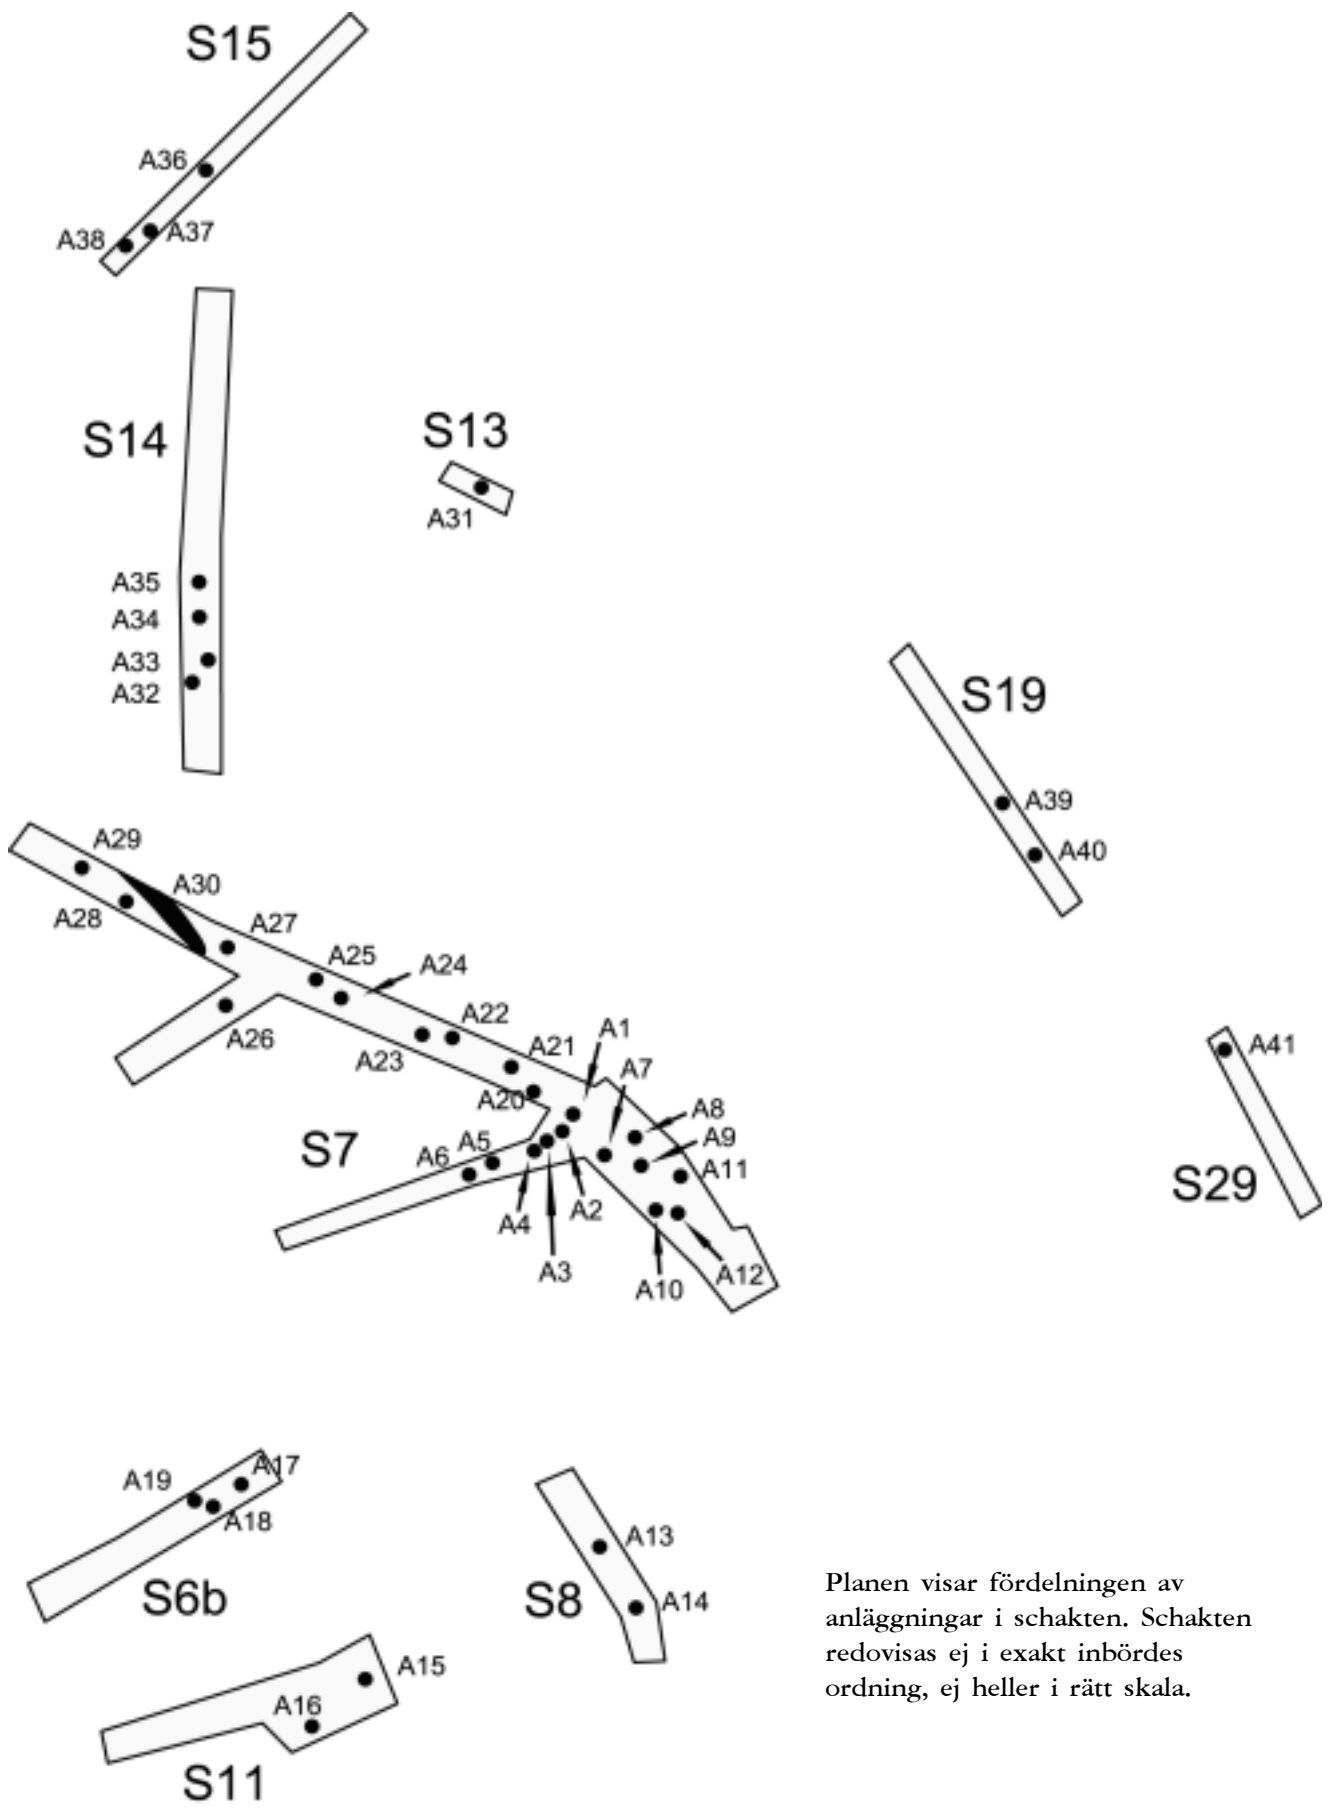 S15
A36
A38
A37
S14
S13
A31
A35
A34
A33
A32
S19
A39
A40
A29
A30
A28
A27
A25
A24
A26
A22
A23
A21
A1
A20
A7
A8
A9
A11
S7
A5
A6
A4
A2
A3
A10
A12
A41
S29
A19
A17
A18
S6b
A13
S8
A14
A15
A16
S11
Planen visar fördelningen av
anläggningar i schakten. Schakten
redovisas ej i exakt inbördes
ordning, ej heller i rätt skala.